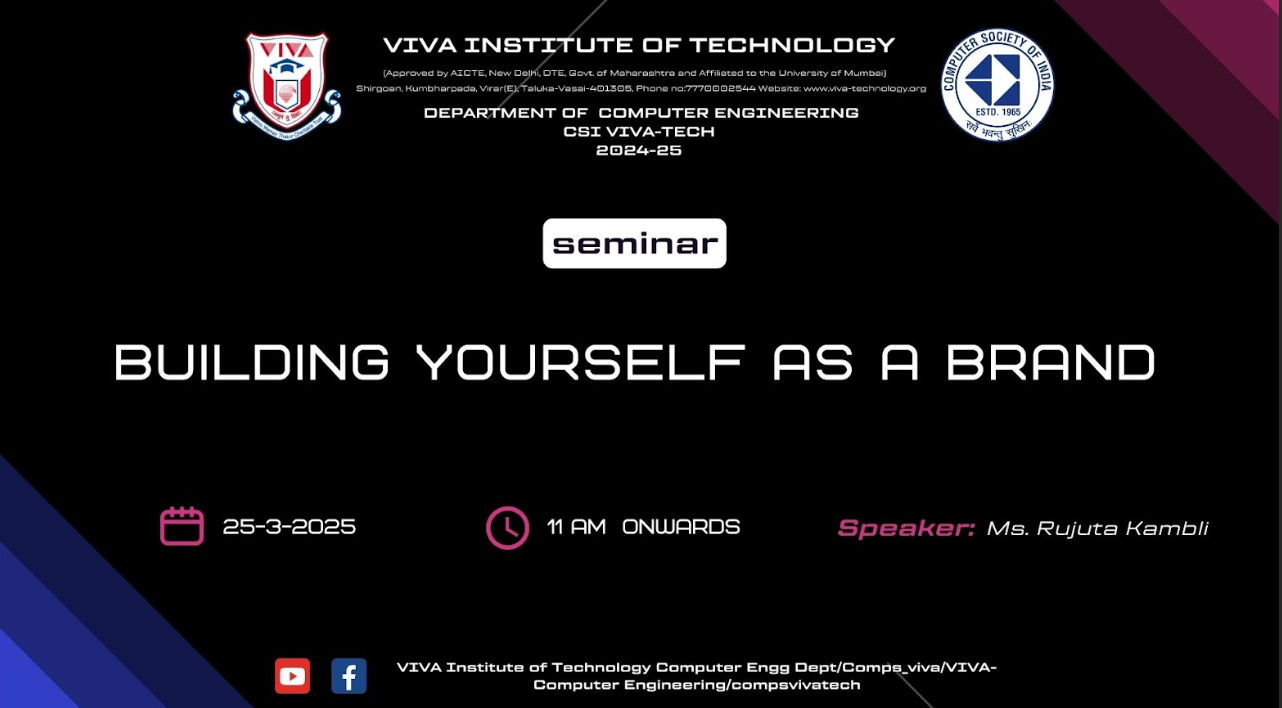 VIVA
VIVA INSTITUTE OF TECHNOLOGY
(Approved by AICTE, New Delhi, DTE, Govt. of Maharashtra and Affiliated to the University of Mumbai)
Shirgoan, Kumbharpada, Virar(E), Taluka-Vasai-401305, Phone no:7770002544 Website: www.viva-technology.org
DEPARTMENT OF COMPUTER ENGINEERING
CSI VIVA-TECH
2024-25
COMPUTER SOCIETY OF INDIA
ESTD. 1965
सर्वे भवन्तु सुखिनः
seminar
BUILDING YOURSELF AS A BRAND
25-3-2025
11 AM ONWARDS
Speaker: Ms. Rujuta Kambli
VIVA Institute of Technology Computer Engg Dept/Comps_viva/VIVA-
Computer Engineering/compsvivatech